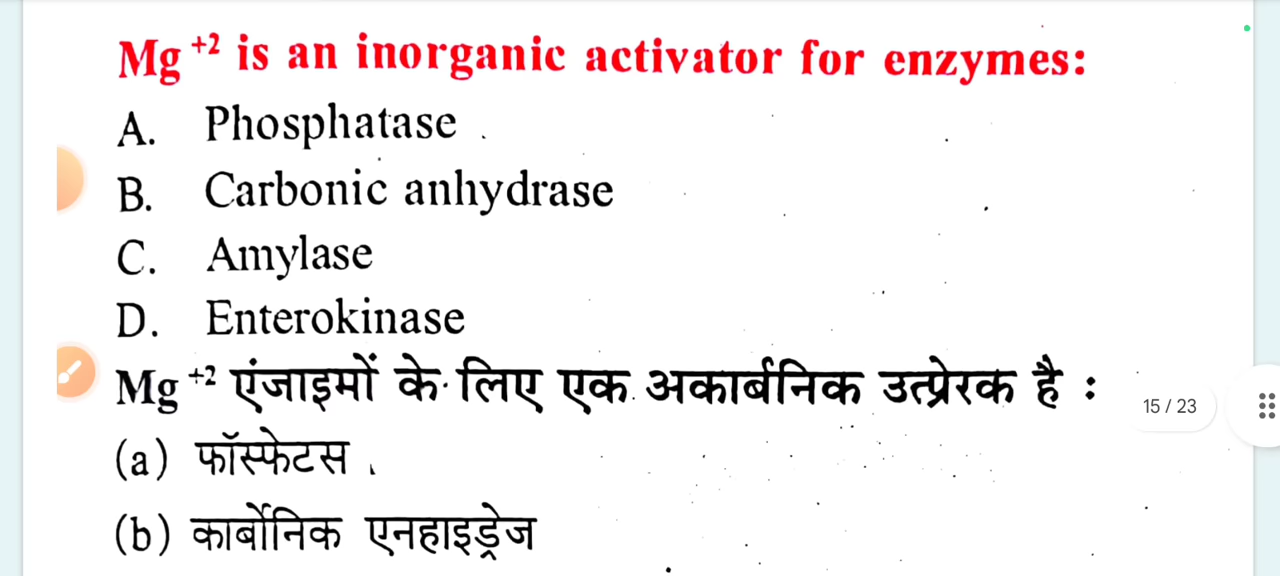 Mg +2 is an inorganic activator for enzymes:
A. Phosphatase .
B. Carbonic anhydrase
C. Amylase
D. Enterokinase
Mg +2 एंजाइमों के लिए एक अकार्बनिक उत्प्रेरक है :
15 / 23
(a) फॉस्फेटस .
(b) कार्बोनिक एनहाइड्रेज